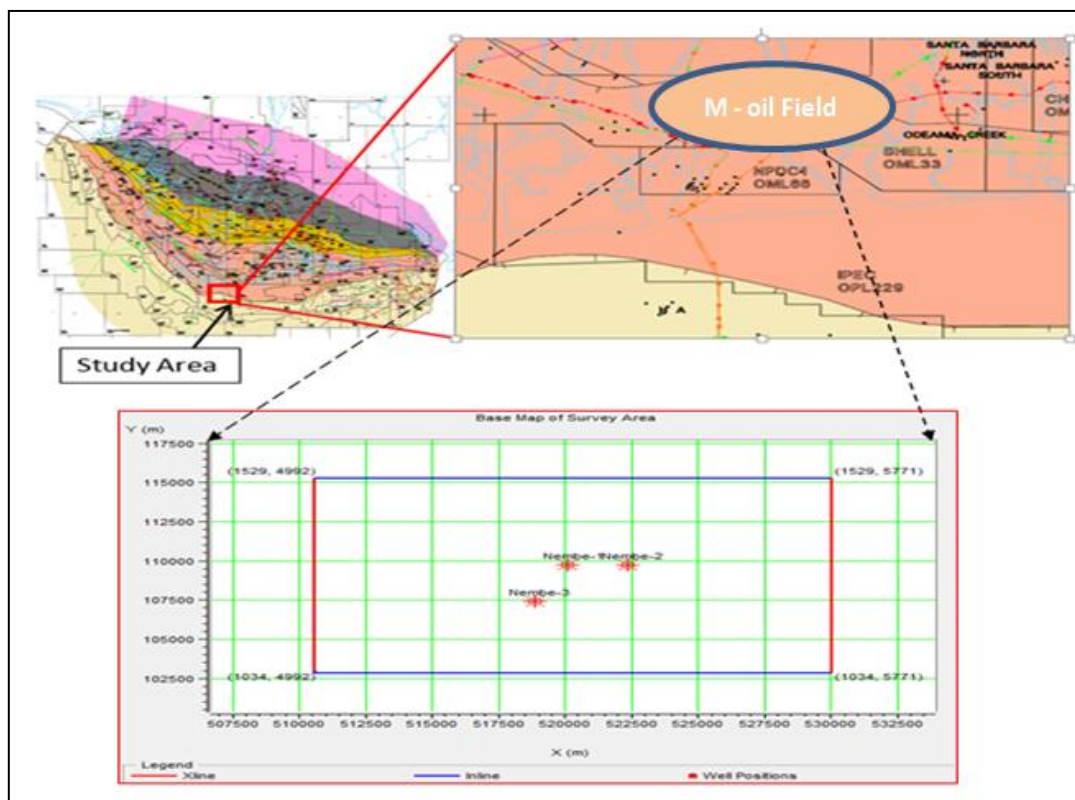 SANTA BARBARA
NORTH
SANTA BARBARA
SOUTH
M - oil Field
CH
OM
CREEK
SHELL
OML33
IPEC
OPL229
A
Study Area
Base Map of Survey Area
Y (m)
117500
(1529, 4992) (1529, 5771)
115000
112500
110000
Nembe-1 Nembe-2
107500
Nembe-3
105000
102500
(1034, 4992) (1034, 5771)
507500 510000 512500 515000 517500 520000 522500 525000 527500 530000 532500
X (m)
Legend
Xline Inline Well Positions